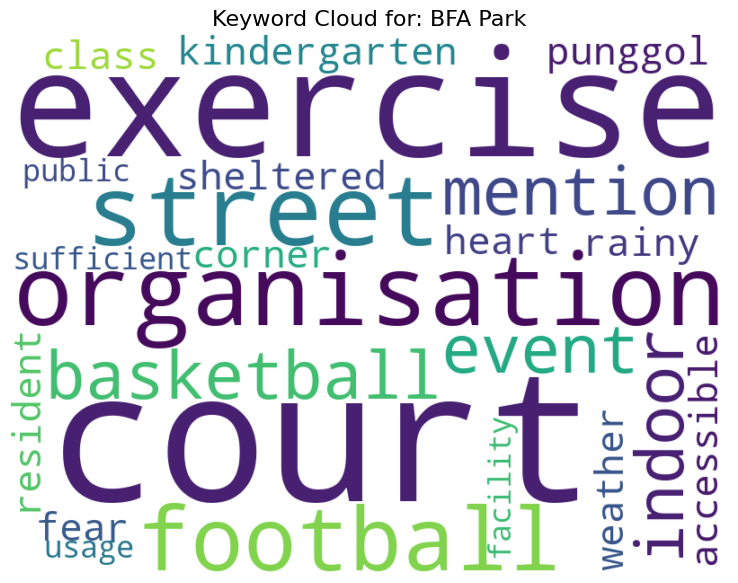 Keyword Cloud for: BFA Park
class
kindergarten
punggol
exercise
public
sheltered
street
mention
sufficient
corner
heart
rainy
organisation
event
basketball
resident
court
indoor
accessible
facility
weather
fear
usage
football